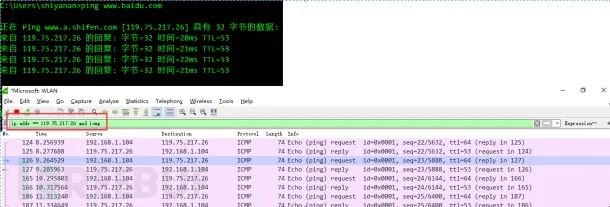 C:\Users\shiyanan>ping www.baidu.com
正在 Ping www.a.shifen.com [119.75.217.26] 具有 32 字节的数据:
来自 119.75.217.26 的回复: 字节=32 时间=20ms TTL=53
来自 119.75.217.26 的回复: 字节=32 时间=21ms TTL=53
来自 119.75.217.26 的回复: 字节=32 时间=22ms TTL=53
来自 119.75.217.26 的回复: 字节=32 时间=21ms TTL=53
*Microsoft: WLAN
File Edit View Go Capture Analyze Statistics Telephony Wireless Tools Help
ip.addr == 119.75.217.26 and icmp Expression…
No. Time Source Destination Protocol Length Info
124 8.256939 192.168.1.104 119.75.217.26 ICMP 74 Echo (ping) request id=0x0001, seq=22/5632, ttl=64 (reply in 125)
125 8.277688 119.75.217.26 192.168.1.104 ICMP 74 Echo (ping) reply id=0x0001, seq=22/5632, ttl=53 (request in 124)
126 9.264529 192.168.1.104 119.75.217.26 ICMP 74 Echo (ping) request id=0x0001, seq=23/5888, ttl=64 (reply in 127)
127 9.285963 119.75.217.26 192.168.1.104 ICMP 74 Echo (ping) reply id=0x0001, seq=23/5888, ttl=53 (request in 126)
165 10.295803 192.168.1.104 119.75.217.26 ICMP 74 Echo (ping) request id=0x0001, seq=24/6144, ttl=64 (reply in 166)
166 10.317564 119.75.217.26 192.168.1.104 ICMP 74 Echo (ping) reply id=0x0001, seq=24/6144, ttl=53 (request in 165)
186 11.313240 192.168.1.104 119.75.217.26 ICMP 74 Echo (ping) request id=0x0001, seq=25/6400, ttl=64 (reply in 187)
187 11.334649 119.75.217.26 192.168.1.104 ICMP 74 Echo (ping) reply id=0x0001, seq=25/6400, ttl=53 (request in 186)